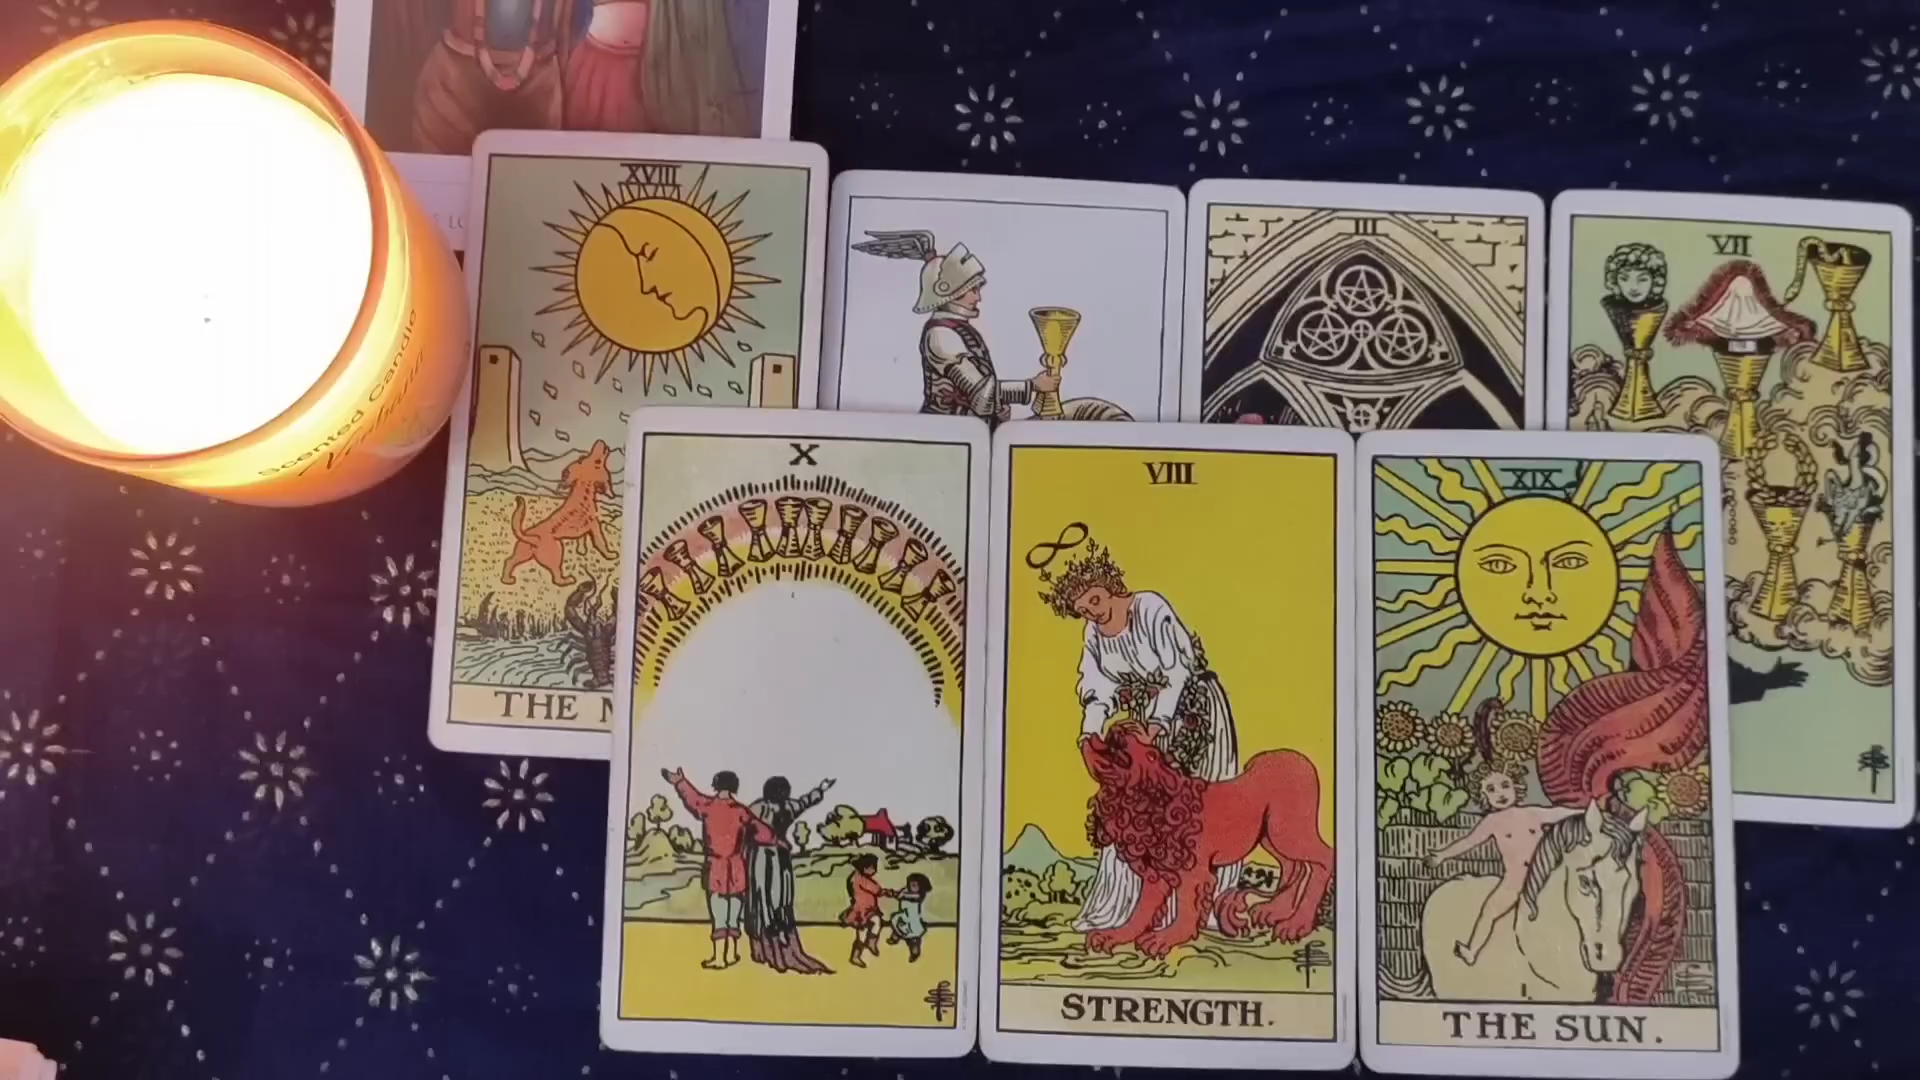 XVIII
III
VII
THE
X
VIII
XIX
STRENGTH.
THE SUN.
Scented Candle